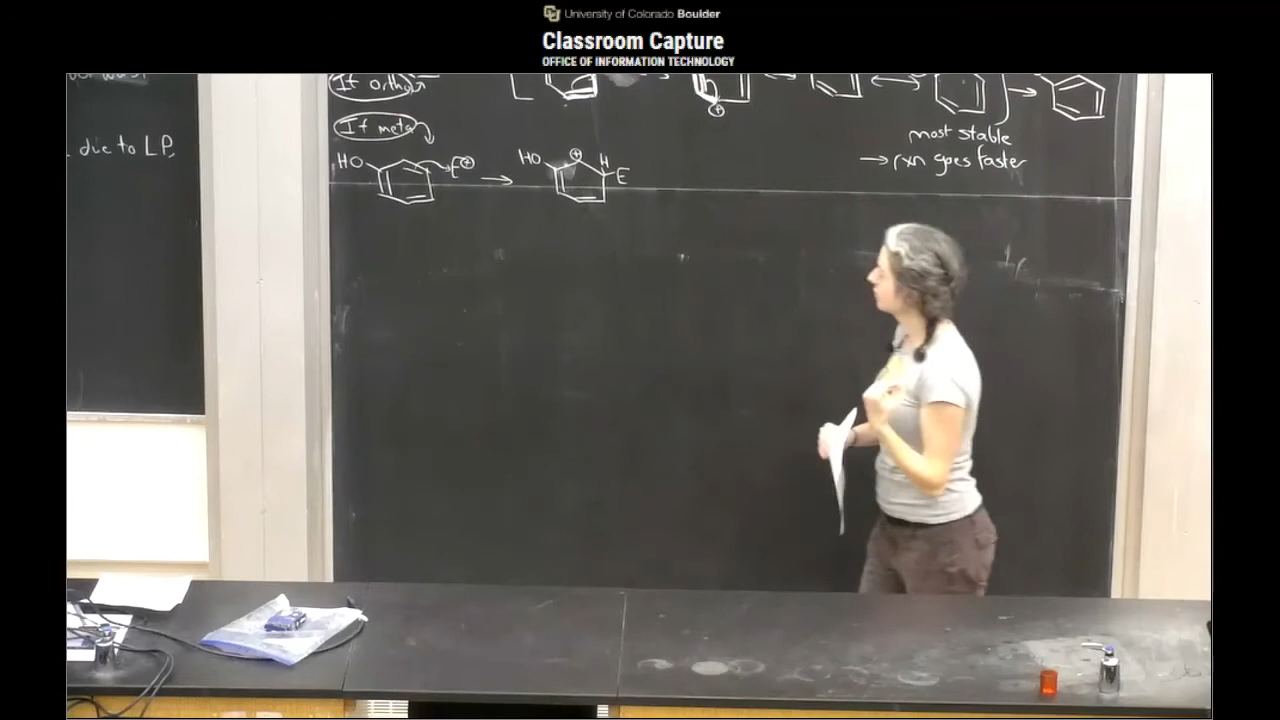 University of Colorado Boulder
Classroom Capture
OFFICE OF INFORMATION TECHNOLOGY
If ortho
If meta
due to LP.
most stable
→ rxn goes faster
HO
E⊕
→
HO
⊕
H
E
⊕